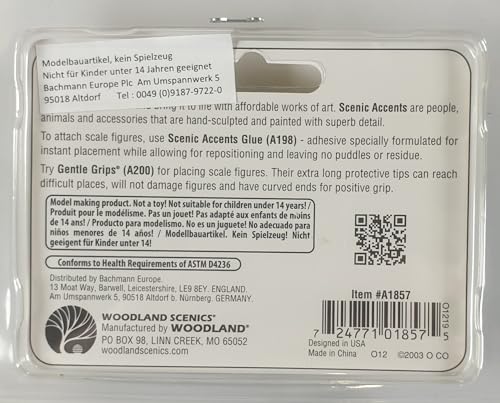 Modelbauartikel, kein Spielzeug
Nicht für Kinder unter 14 Jahren geeignet
Bachmann Europe Plc Am Umspannwerk 5
95018 Altdorf Tel : 0049 (0)9187-9722-0
and bring it to life with affordable works of art. Scenic Accents are people,
animals and accessories that are hand-sculpted and painted with superb detail.
To attach scale figures, use Scenic Accents Glue (A198) - adhesive specially formulated for
instant placement while allowing for repositioning and leaving no puddles or residue.
Try Gentle Grips® (A200) for placing scale figures. Their extra long protective tips can reach
difficult places, will not damage figures and have curved ends for positive grip.
Model making product. Not a toy! Not suitable for children under 14 years! /
Produit pour le modélisme. Pas un jouet! Pas adapté aux enfants de moins
de 14 ans! / Producto para modelismo. No es un juguete! No adecuado para
niños menores de 14 años! / Modellbauartikel. Kein Spielzeug! Nicht
geeigent für Kinder unter 14!
Conforms to Health Requirements of ASTM D4236
Distributed by Bachmann Europe.
13 Moat Way, Barwell, Leicestershire, LE9 8EY. ENGLAND.
Am Umspannwerk 5, 90518 Altdorf b. Nürnberg. GERMANY.
WOODLAND SCENICS®
Manufactured by WOODLAND®
PO BOX 98, LINN CREEK, MO 65052
woodlandscenics.com
Item #A1857
7 24771 01857 5
O1219
Designed in USA
Made in China O12 ©2003 O CO